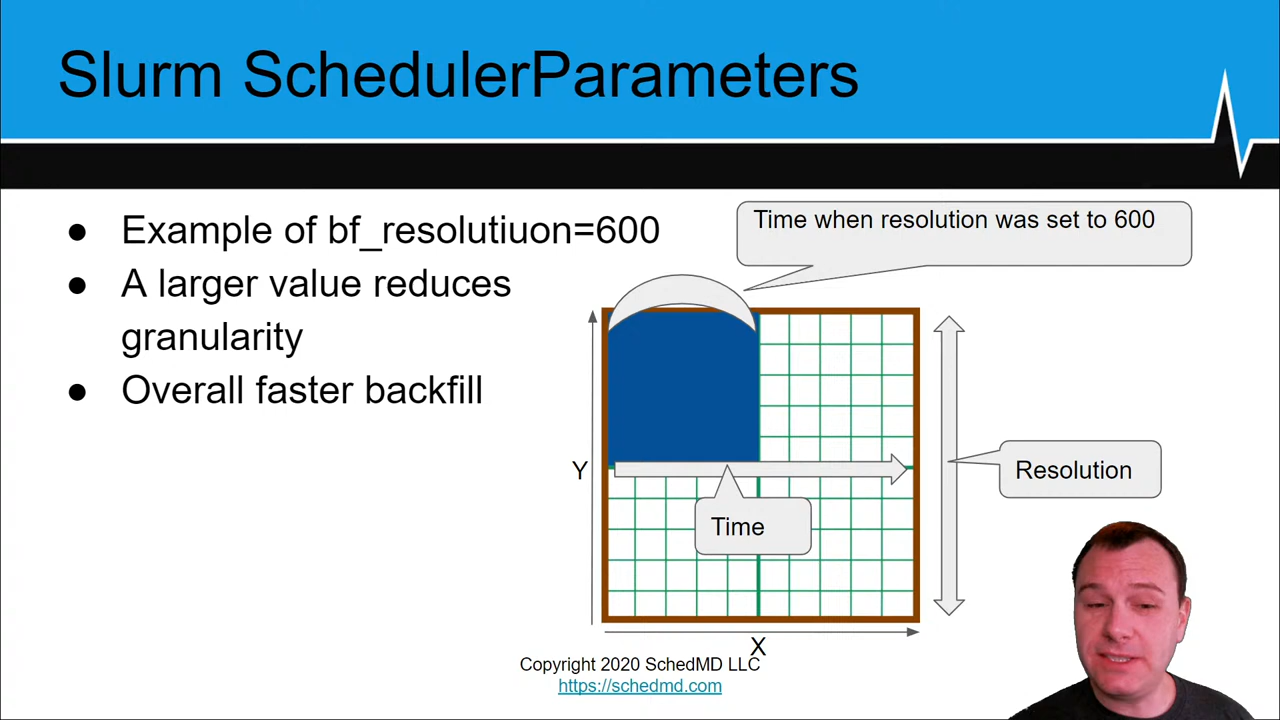 Slurm SchedulerParameters
● Example of bf_resolutiuon=600
● A larger value reduces
granularity
● Overall faster backfill
Time when resolution was set to 600
Y
Resolution
Time
X
Copyright 2020 SchedMD LLC
https://schedmd.com